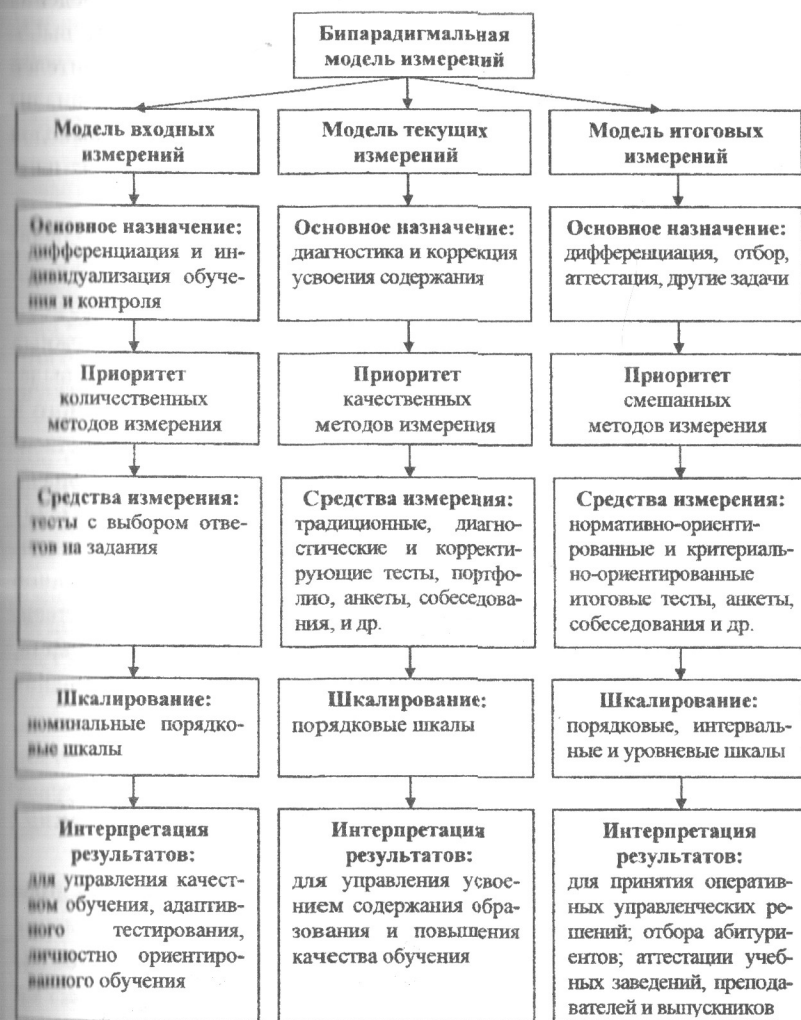 Бипарадигмальная
модель измерений
Модель входных
измерений
Модель текущих
измерений
Модель итоговых
измерений
Основное назначение:
дифференциация и ин-
дивидуализация обуче-
ния и контроля
Основное назначение:
диагностика и коррекция
усвоения содержания
Основное назначение:
дифференциация, отбор,
аттестация, другие задачи
Приоритет
количественных
методов измерения
Приоритет
качественных
методов измерения
Приоритет
смешанных
методов измерения
Средства измерения:
тесты с выбором отве-
тов на задания
Средства измерения:
традиционные, диагно-
стические и корректи-
рующие тесты, портфо-
лио, анкеты, собеседова-
ния, и др.
Средства измерения:
нормативно-ориенти-
рованные и критериаль-
но-ориентированные
итоговые тесты, анкеты,
собеседования и др.
Шкалирование:
номинальные порядко-
вые шкалы
Шкалирование:
порядковые шкалы
Шкалирование:
порядковые, интерваль-
ные и уровневые шкалы
Интерпретация
результатов:
для управления качест-
вом обучения, адаптив-
ного тестирования,
личностно ориентиро-
ванного обучения
Интерпретация
результатов:
для управления усвое-
нием содержания обра-
зования и повышения
качества обучения
Интерпретация
результатов:
для принятия оператив-
ных управленческих ре-
шений; отбора абитури-
ентов; аттестации учеб-
ных заведений, препода-
вателей и выпускников